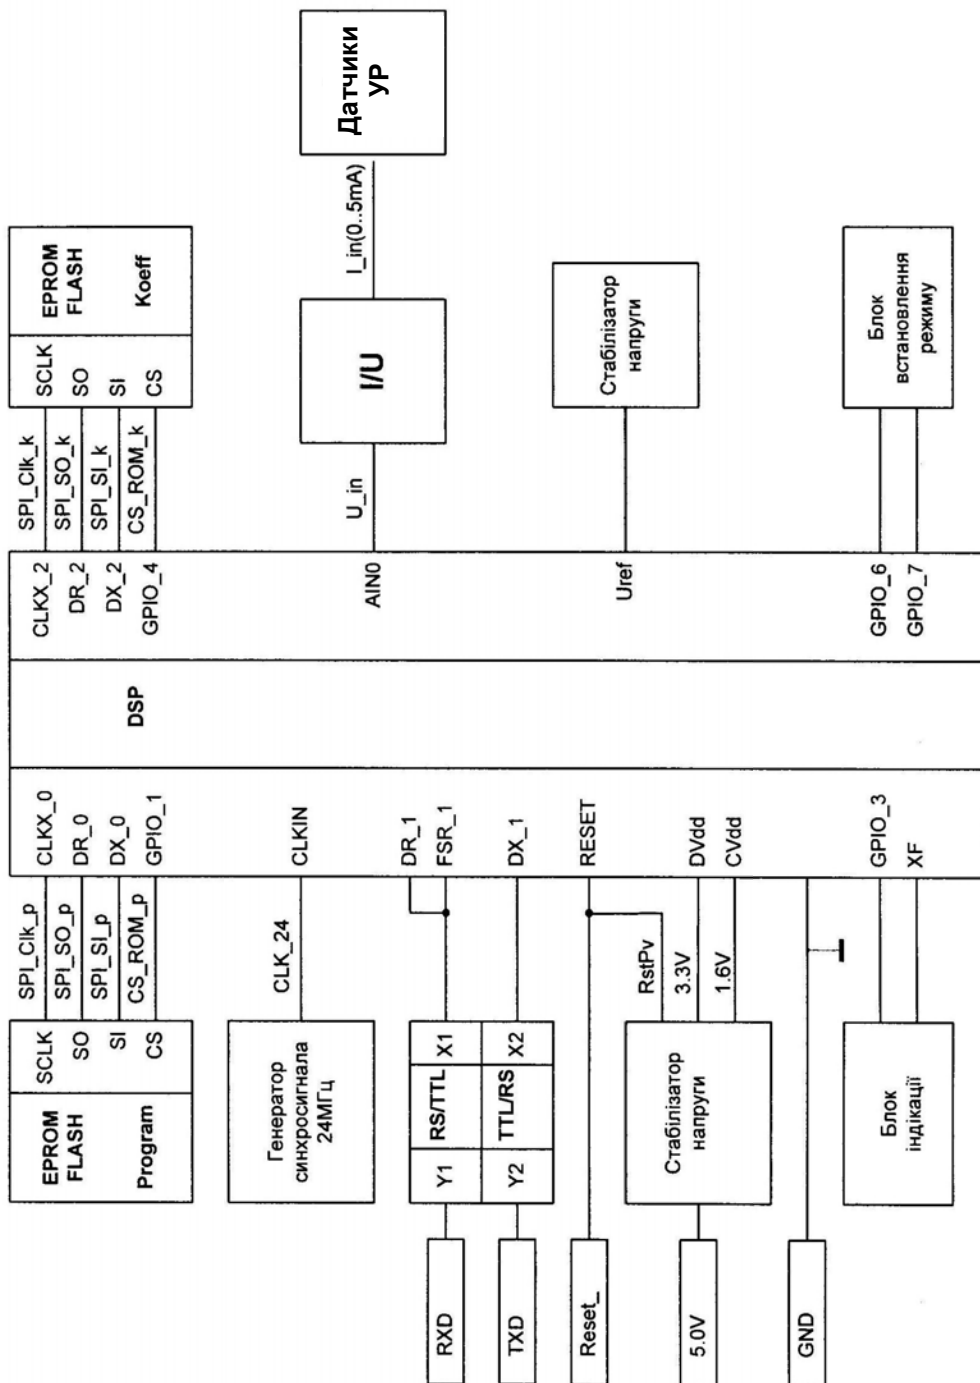 EPROM
FLASH
Program
SCLK
SO
SI
CS
SPI_Clk_p
SPI_SO_p
SPI_SI_p
CS_ROM_p
CLKX_0
DR_0
DX_0
GPIO_1
DSP
CLKX_2
DR_2
DX_2
GPIO_4
SPI_Clk_k
SPI_SO_k
SPI_SI_k
CS_ROM_k
SCLK
SO
SI
CS
EPROM
FLASH
Koeff
Генератор
синхросигнала
24МГц
CLK_24
CLKIN
AIN0
U_in
I/U
I_in(0..5mA)
Датчики
УР
RXD
Y1
RS/TTL
X1
DR_1
FSR_1
TXD
Y2
TTL/RS
X2
DX_1
Reset_
RESET
5.0V
Стабілізатор
напруги
RstPv
3.3V
1.6V
DVdd
CVdd
Uref
Стабілізатор
напруги
GND
Блок
індікації
GPIO_3
XF
GPIO_6
GPIO_7
Блок
встановлення
режиму